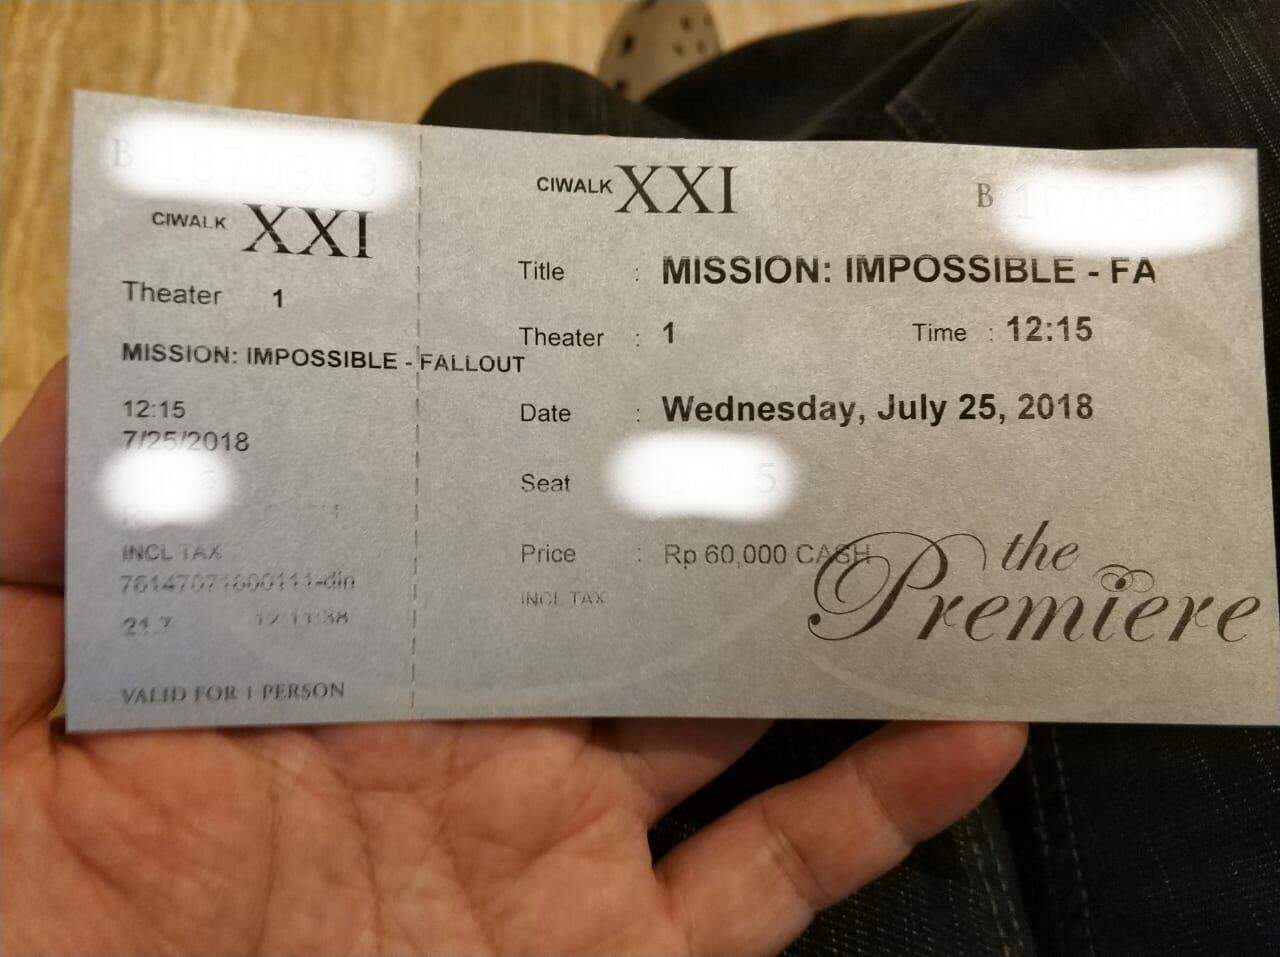 B
CIWALK XXI
Theater 1
MISSION: IMPOSSIBLE - FALLOUT
12:15
7/25/2018
INCL TAX
VALID FOR 1 PERSON
CIWALK XXI
B
Title : MISSION: IMPOSSIBLE - FA
Theater : 1 Time : 12:15
Date : Wednesday, July 25, 2018
Seat
Price : Rp 60,000 CASH
INCL TAX
the
Premiere